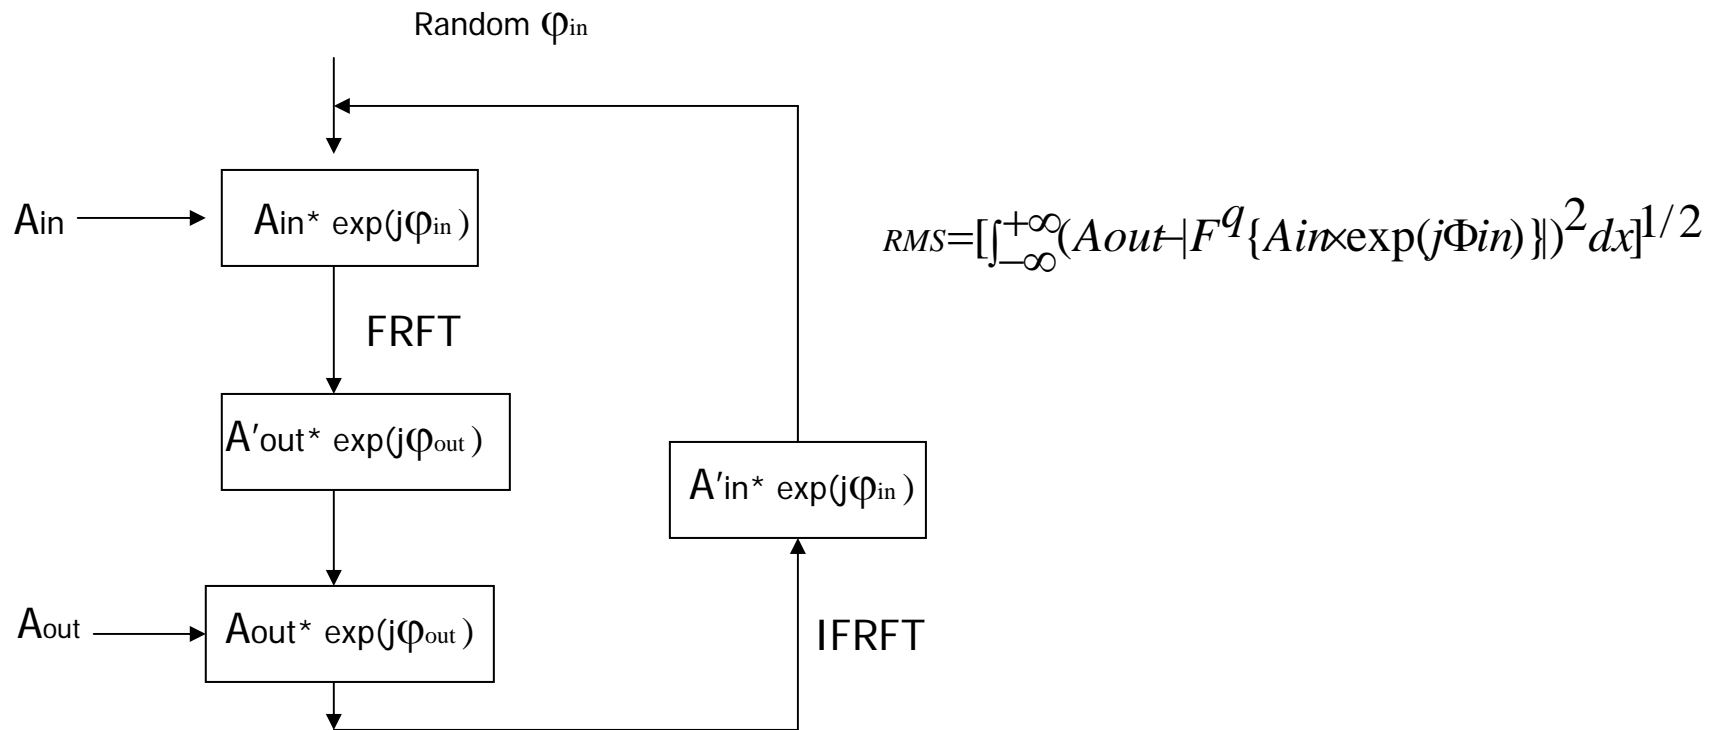 Random φin
Ain
Ain* exp(jφin)
RMS=[∫−∞+∞(Aout−|F^q{Ain×exp(jΦin)}|)^2dx]^1/2
FRFT
A'out* exp(jφout)
A'in* exp(jφin)
Aout
Aout* exp(jφout)
IFRFT